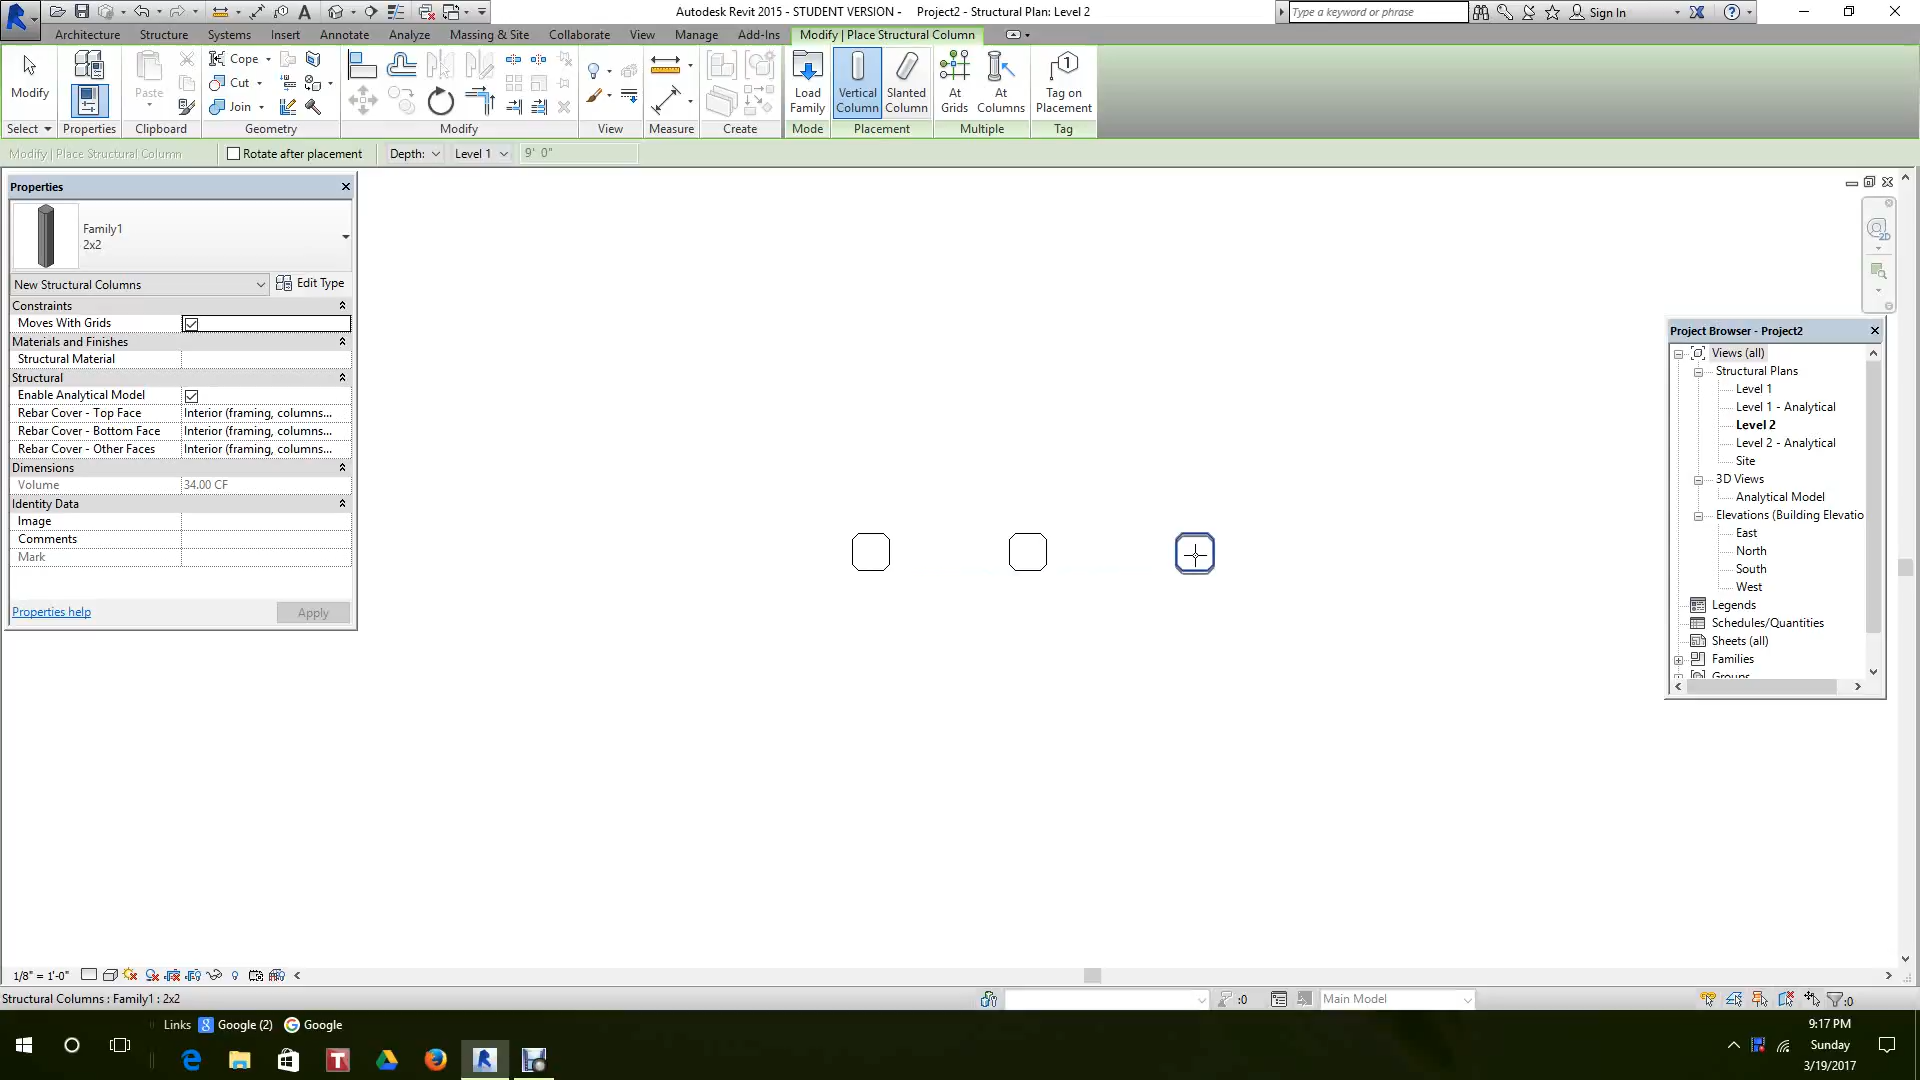 Autodesk Revit 2015 - STUDENT VERSION - Project2 - Structural Plan: Level 2
Type a keyword or phrase
Sign In
Architecture Structure Systems Insert Annotate Analyze Massing & Site Collaborate View Manage Add-Ins Modify | Place Structural Column
Modify
Paste
Cope
Cut
Join
Load Family
Vertical Column
Slanted Column
At Grids
At Columns
Tag on Placement
Select Properties Clipboard Geometry Modify View Measure Create Mode Placement Multiple Tag
Modify | Place Structural Column
Rotate after placement
Depth:
Level 1
9' 0"
Properties
Family1
2x2
New Structural Columns
Edit Type
Constraints
Moves With Grids
Materials and Finishes
Structural Material
Structural
Enable Analytical Model
Rebar Cover - Top Face Interior (framing, columns...
Rebar Cover - Bottom Face Interior (framing, columns...
Rebar Cover - Other Faces Interior (framing, columns...
Dimensions
Volume 34.00 CF
Identity Data
Image
Comments
Mark
Properties help
Apply
2D
Project Browser - Project2
Views (all)
Structural Plans
Level 1
Level 1 - Analytical
Level 2
Level 2 - Analytical
Site
3D Views
Analytical Model
Elevations (Building Elevatio
East
North
South
West
Legends
Schedules/Quantities
Sheets (all)
Families
Groups
1/8" = 1'-0"
Structural Columns : Family1 : 2x2
:0
Main Model
:0
Links Google (2) Google
9:17 PM
Sunday
3/19/2017